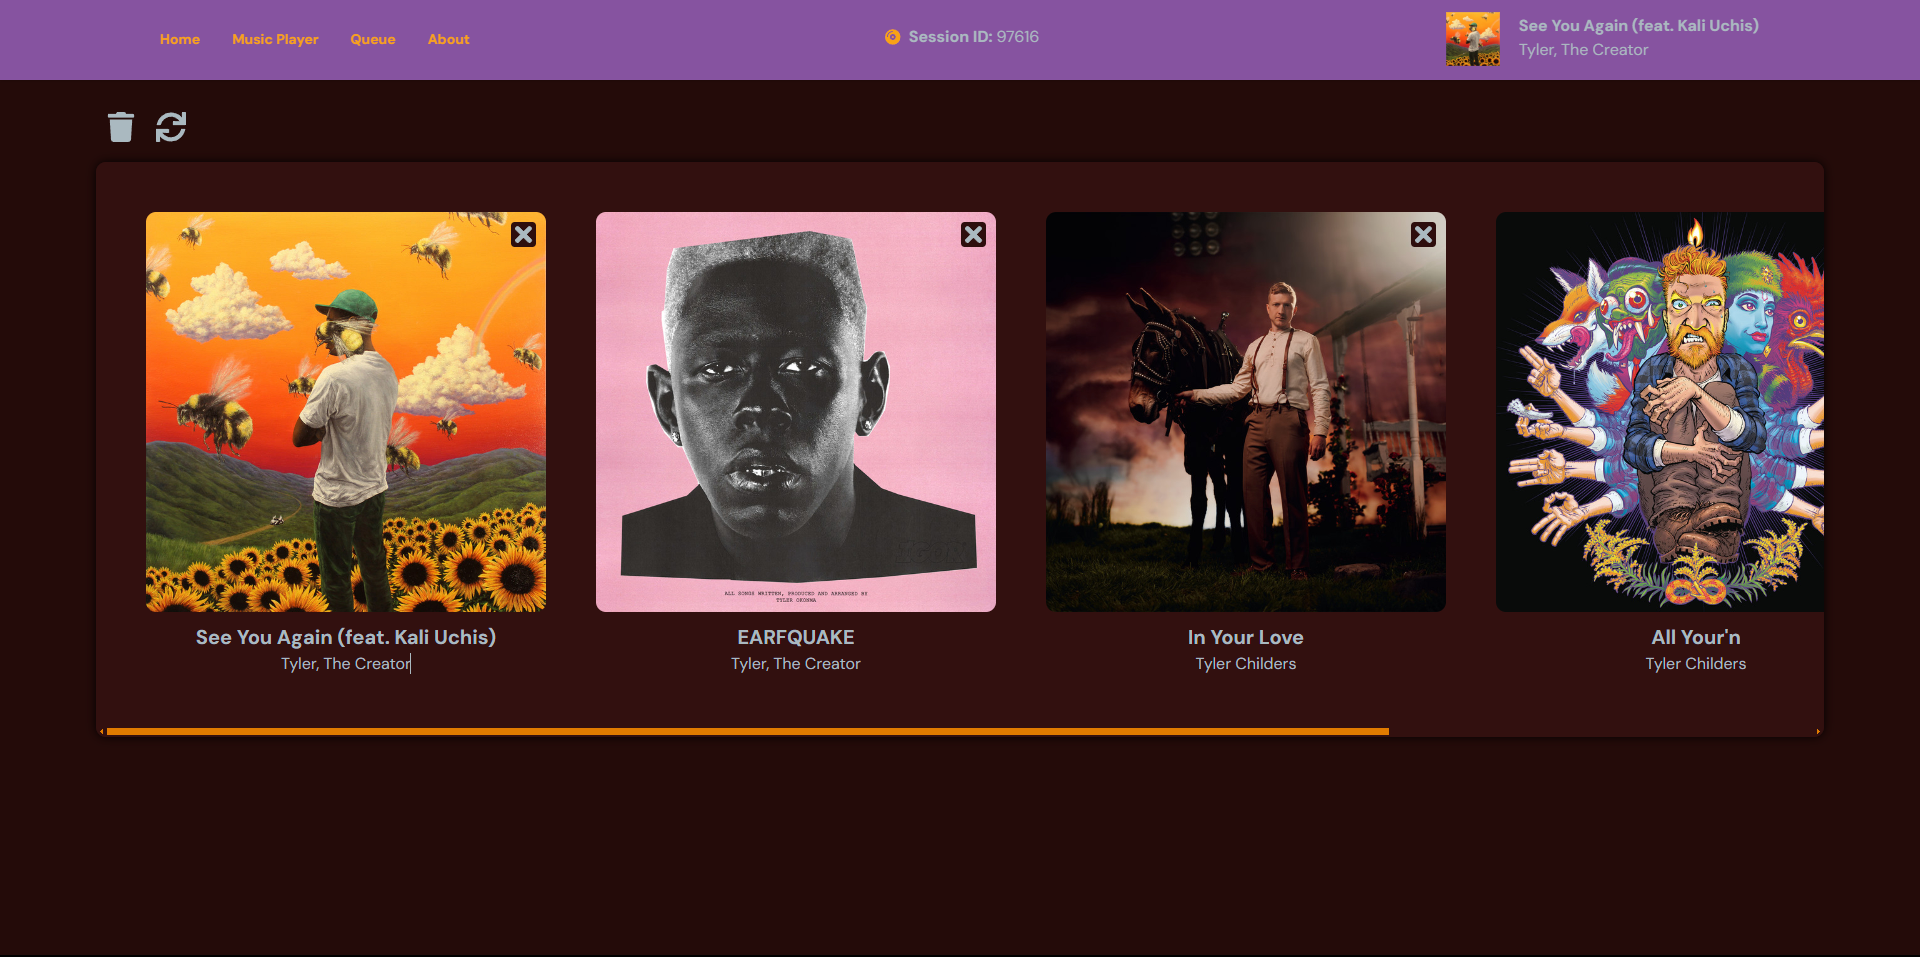 Home Music Player Queue About
Session ID: 97616
See You Again (feat. Kali Uchis)
Tyler, The Creator
ALL SONGS WRITTEN, PRODUCED AND ARRANGED BY
TYLER OKONMA
See You Again (feat. Kali Uchis)
Tyler, The Creator
EARFQUAKE
Tyler, The Creator
In Your Love
Tyler Childers
All Your'n
Tyler Childers